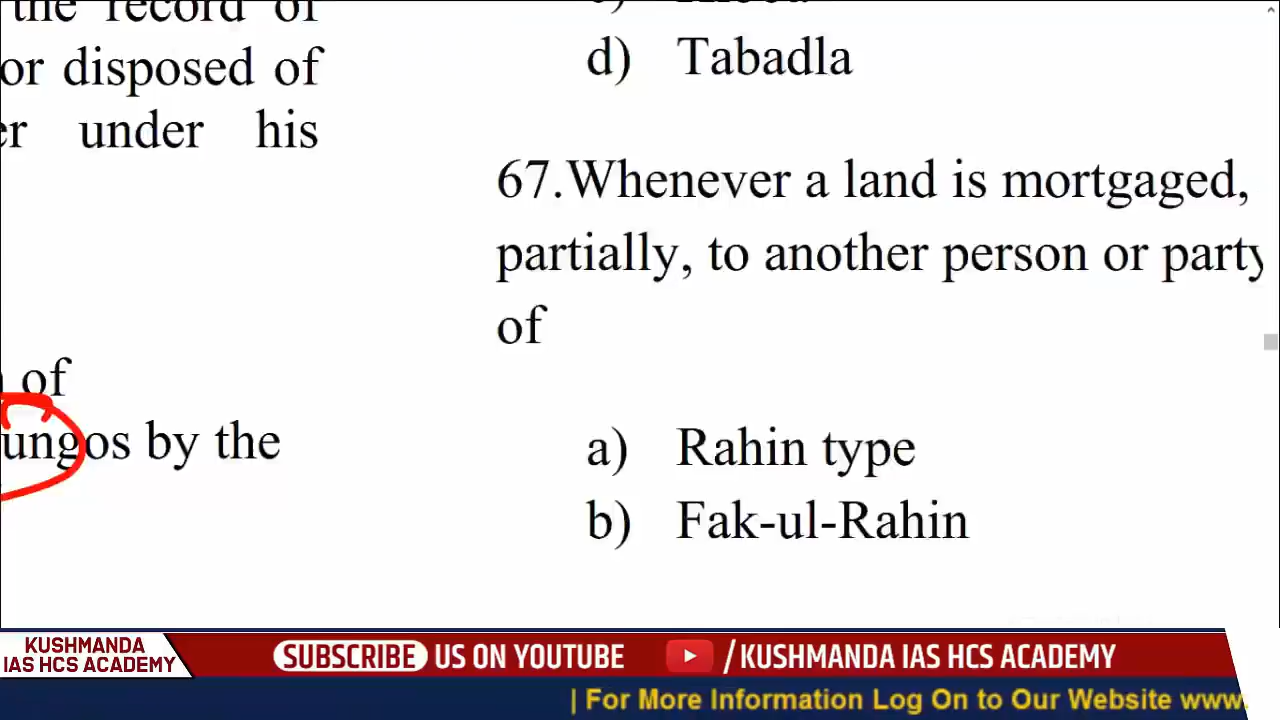 the record of
or disposed of
er under his
of
ungos by the
d) Tabadla
67.Whenever a land is mortgaged,
partially, to another person or party
of
a) Rahin type
b) Fak-ul-Rahin
KUSHMANDA
IAS HCS ACADEMY
SUBSCRIBE US ON YOUTUBE /KUSHMANDA IAS HCS ACADEMY
| For More Information Log On to Our Website www.